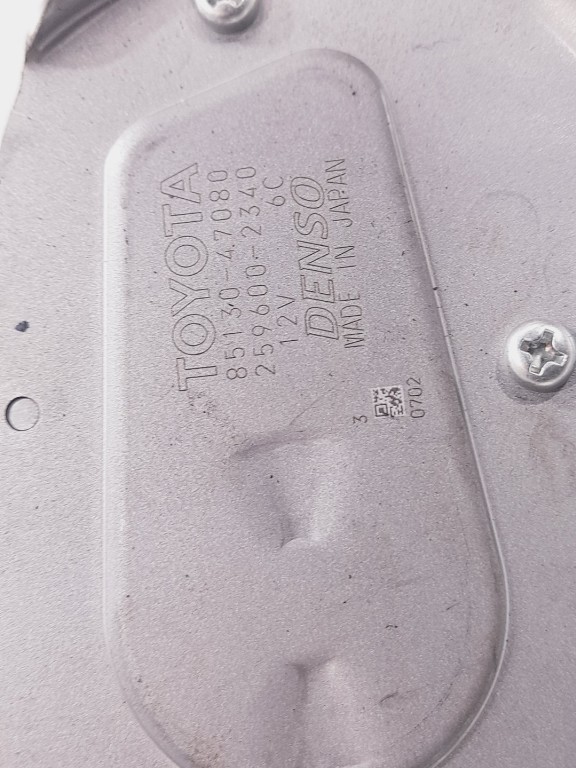 TOYOTA
85130-47080
259600-2340
12V 6C
DENSO
MADE IN JAPAN
3 0702